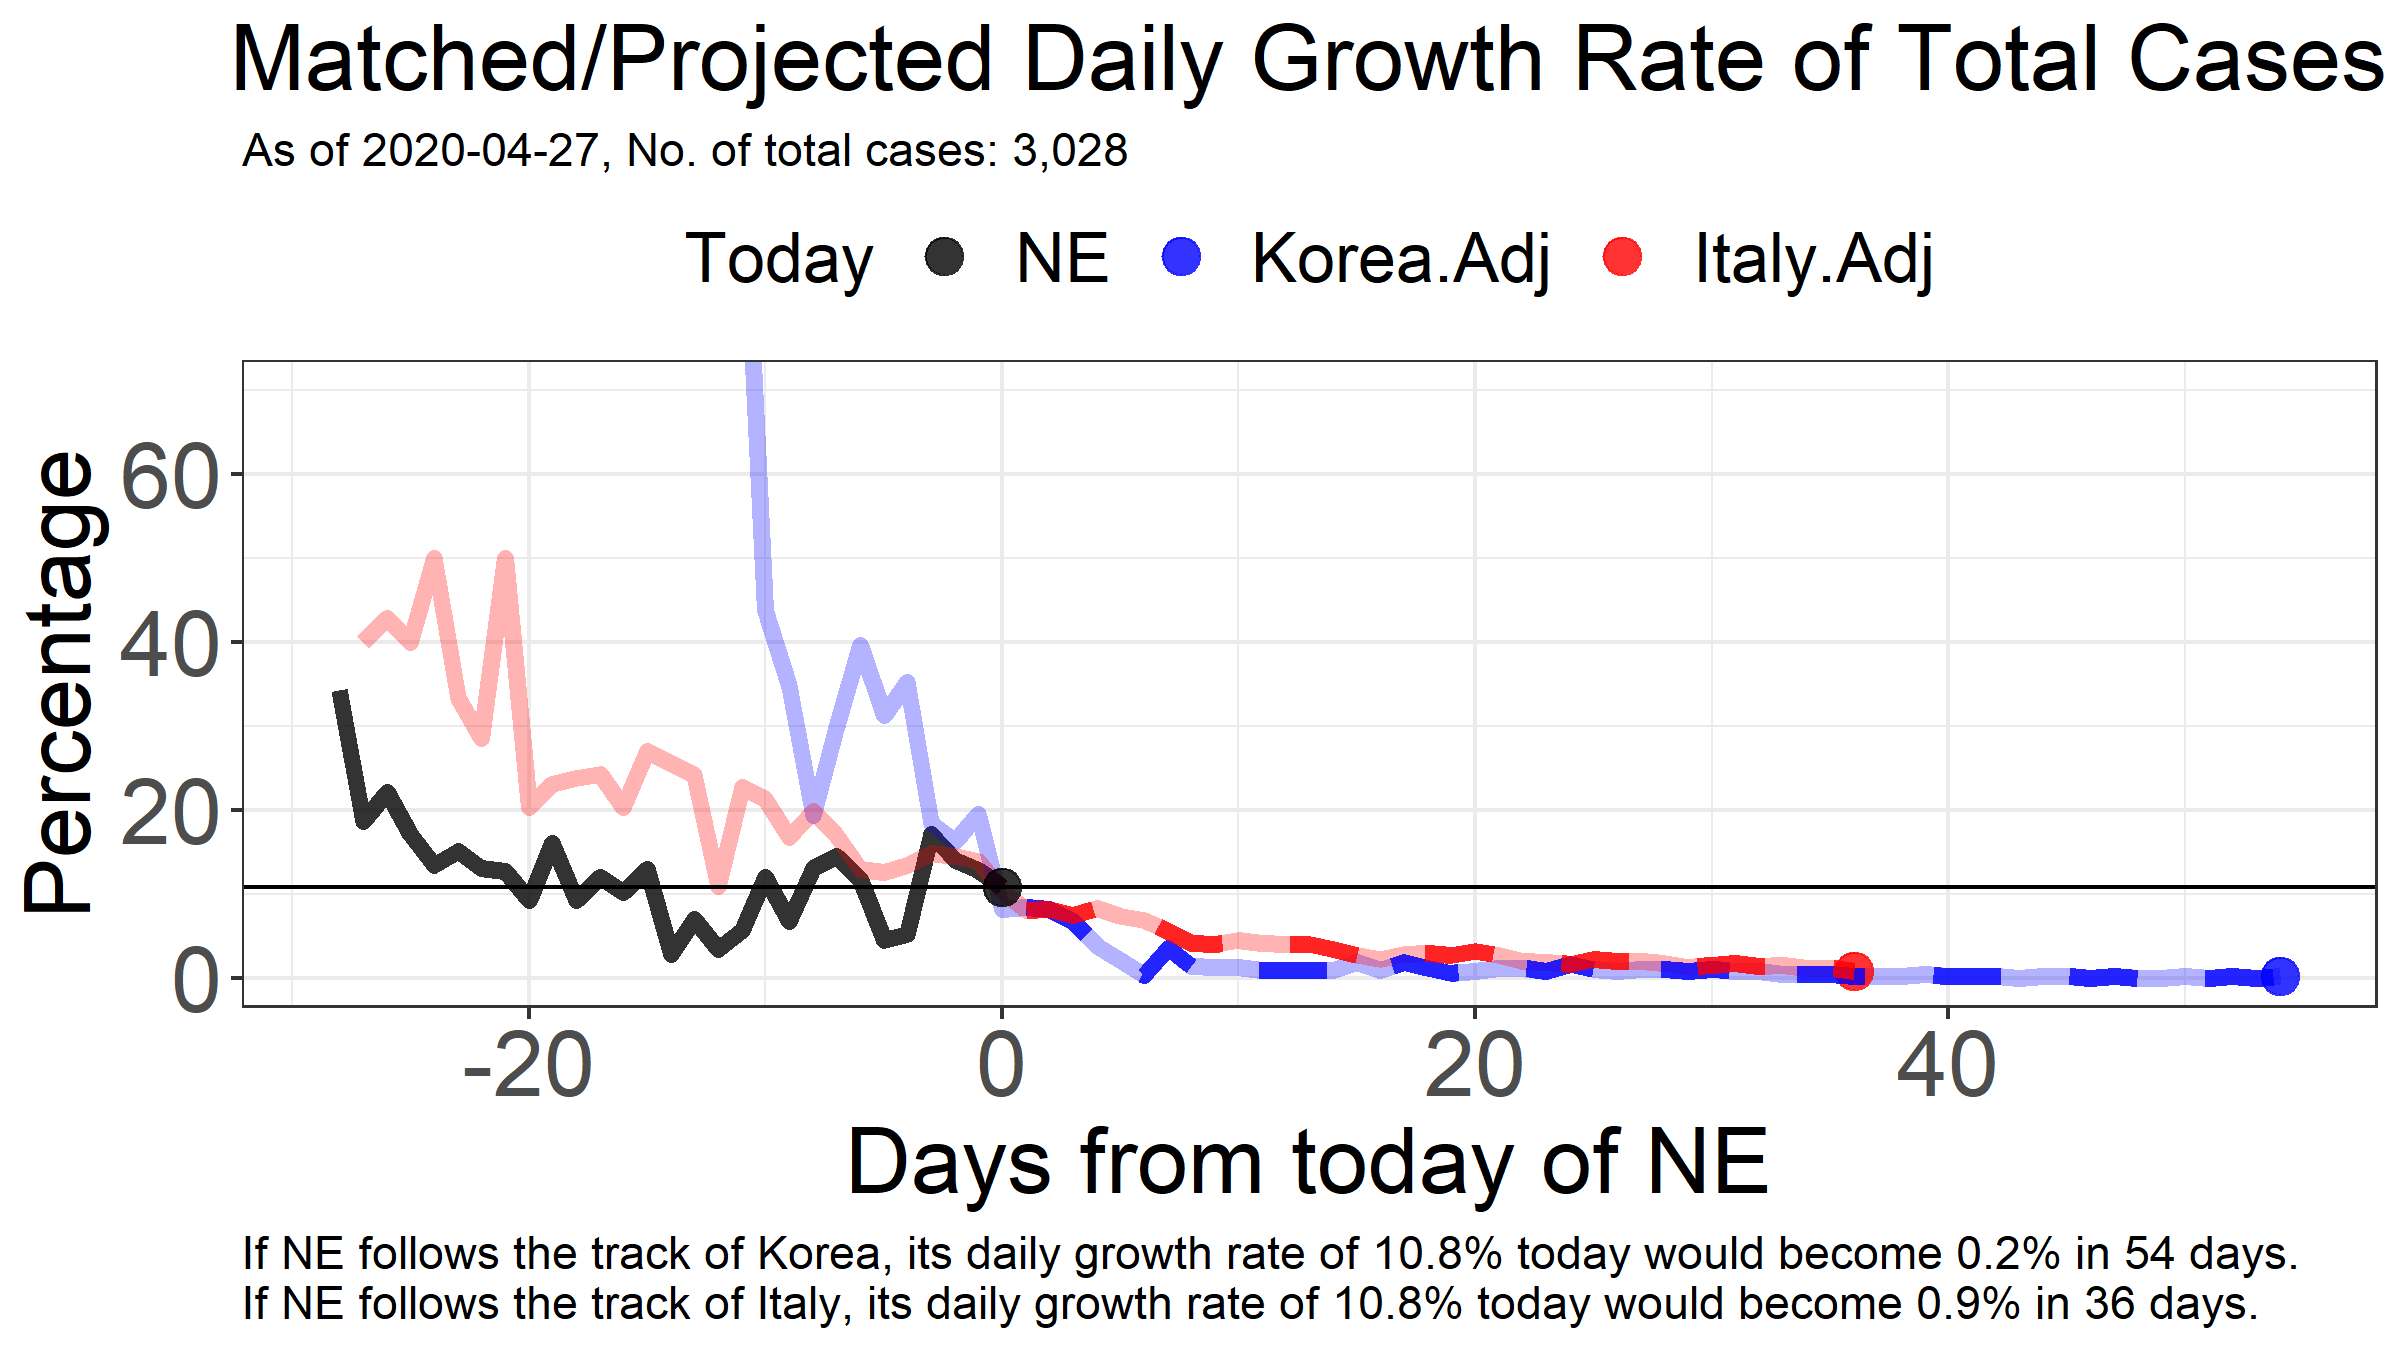 Matched/Projected Daily Growth Rate of Total Cases
As of 2020-04-27, No. of total cases: 3,028
Today NE Korea.Adj Italy.Adj
Percentage
60
40
20
0
-20 0 20 40
Days from today of NE
If NE follows the track of Korea, its daily growth rate of 10.8% today would become 0.2% in 54 days.
If NE follows the track of Italy, its daily growth rate of 10.8% today would become 0.9% in 36 days.